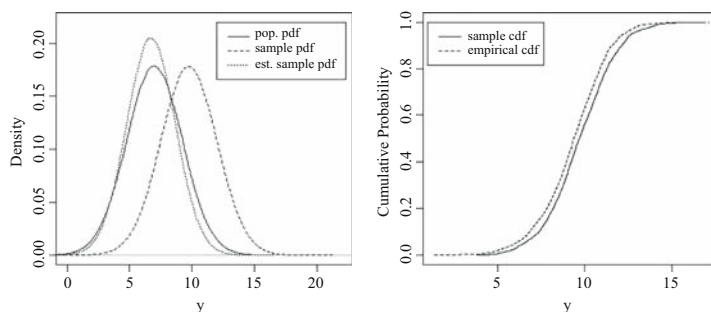 pop. pdf
sample pdf
est. sample pdf
Density
0.00
0.05
0.10
0.15
0.20
0
5
10
15
20
y
sample cdf
empirical cdf
Cumulative Probability
0.0
0.2
0.4
0.6
0.8
1.0
5
10
15
y